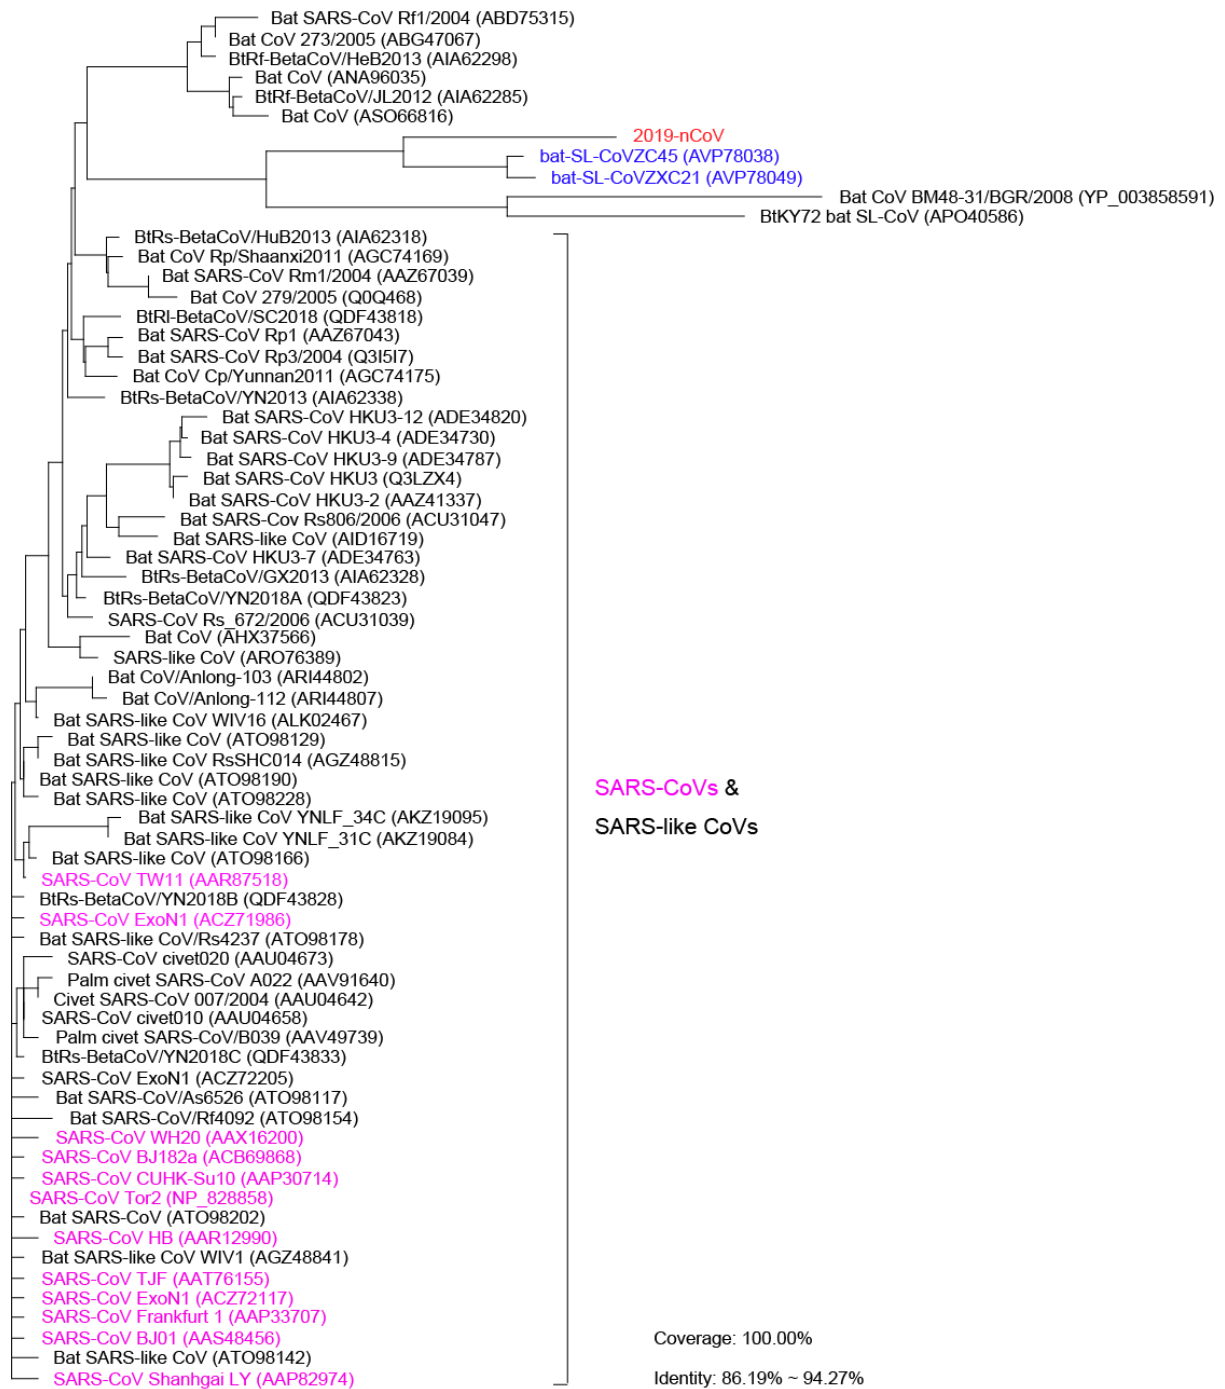 Bat SARS-CoV Rf1/2004 (ABD75315)
Bat CoV 273/2005 (ABG47067)
BtRf-BetaCoV/HeB2013 (AIA62298)
Bat CoV (ANA96035)
BtRf-BetaCoV/JL2012 (AIA62285)
Bat CoV (ASO66816)
2019-nCoV
bat-SL-CoVZC45 (AVP78038)
bat-SL-CoVZXC21 (AVP78049)
Bat CoV BM48-31/BGR/2008 (YP_003858591)
BtKY72 bat SL-CoV (APO40586)
BtRs-BetaCoV/HuB2013 (AIA62318)
Bat CoV Rp/Shaanxi2011 (AGC74169)
Bat SARS-CoV Rm1/2004 (AAZ67039)
Bat CoV 279/2005 (Q0Q468)
BtRl-BetaCoV/SC2018 (QDF43818)
Bat SARS-CoV Rp1 (AAZ67043)
Bat SARS-CoV Rp3/2004 (Q3I5I7)
Bat CoV Cp/Yunnan2011 (AGC74175)
BtRs-BetaCoV/YN2013 (AIA62338)
Bat SARS-CoV HKU3-12 (ADE34820)
Bat SARS-CoV HKU3-4 (ADE34730)
Bat SARS-CoV HKU3-9 (ADE34787)
Bat SARS-CoV HKU3 (Q3LZX4)
Bat SARS-CoV HKU3-2 (AAZ41337)
Bat SARS-Cov Rs806/2006 (ACU31047)
Bat SARS-like CoV (AID16719)
Bat SARS-CoV HKU3-7 (ADE34763)
BtRs-BetaCoV/GX2013 (AIA62328)
BtRs-BetaCoV/YN2018A (QDF43823)
SARS-CoV Rs_672/2006 (ACU31039)
Bat CoV (AHX37566)
SARS-like CoV (ARO76389)
Bat CoV/Anlong-103 (ARI44802)
Bat CoV/Anlong-112 (ARI44807)
Bat SARS-like CoV WIV16 (ALK02467)
Bat SARS-like CoV (ATO98129)
Bat SARS-like CoV RsSHC014 (AGZ48815)
Bat SARS-like CoV (ATO98190)
Bat SARS-like CoV (ATO98228)
Bat SARS-like CoV YNLF_34C (AKZ19095)
Bat SARS-like CoV YNLF_31C (AKZ19084)
Bat SARS-like CoV (ATO98166)
SARS-CoV TW11 (AAR87518)
BtRs-BetaCoV/YN2018B (QDF43828)
SARS-CoV ExoN1 (ACZ71986)
Bat SARS-like CoV/Rs4237 (ATO98178)
SARS-CoV civet020 (AAU04673)
Palm civet SARS-CoV A022 (AAV91640)
Civet SARS-CoV 007/2004 (AAU04642)
SARS-CoV civet010 (AAU04658)
Palm civet SARS-CoV/B039 (AAV49739)
BtRs-BetaCoV/YN2018C (QDF43833)
SARS-CoV ExoN1 (ACZ72205)
Bat SARS-CoV/As6526 (ATO98117)
Bat SARS-CoV/Rf4092 (ATO98154)
SARS-CoV WH20 (AAX16200)
SARS-CoV BJ182a (ACB69868)
SARS-CoV CUHK-Su10 (AAP30714)
SARS-CoV Tor2 (NP_828858)
Bat SARS-CoV (ATO98202)
SARS-CoV HB (AAR12990)
Bat SARS-like CoV WIV1 (AGZ48841)
SARS-CoV TJF (AAT76155)
SARS-CoV ExoN1 (ACZ72117)
SARS-CoV Frankfurt 1 (AAP33707)
SARS-CoV BJ01 (AAS48456)
Bat SARS-like CoV (ATO98142)
SARS-CoV Shanhgai LY (AAP82974)
SARS-CoVs &
SARS-like CoVs
Coverage: 100.00%
Identity: 86.19% ~ 94.27%